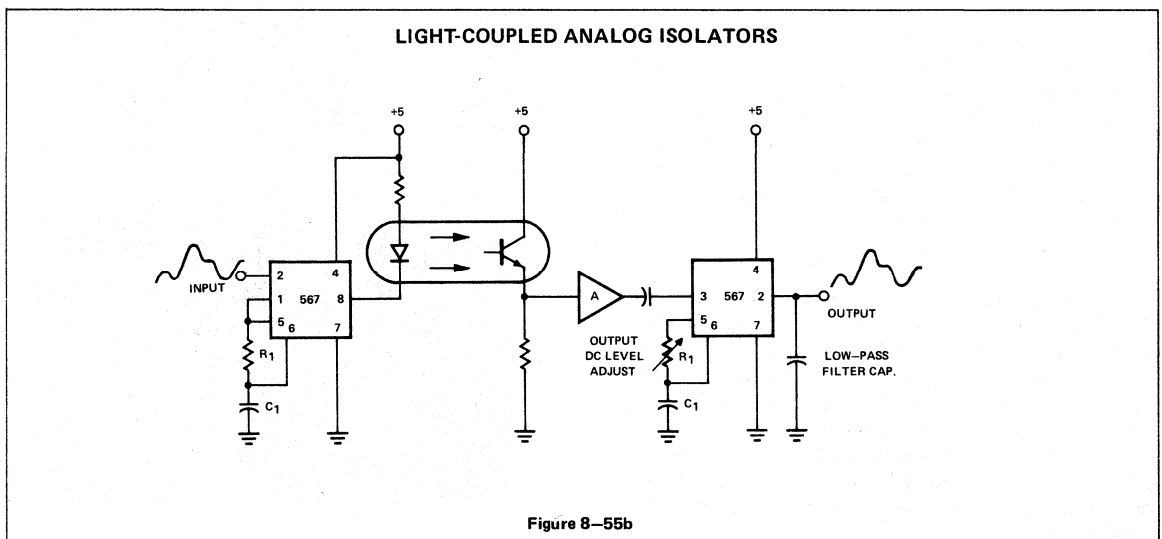 LIGHT-COUPLED ANALOG ISOLATORS
+5
+5
+5
INPUT
2
4
1
567
8
5
6
7
R1
C1
A
OUTPUT
DC LEVEL
ADJUST
4
3
567
2
5
6
7
R1
C1
OUTPUT
LOW–PASS
FILTER CAP.
Figure 8–55b